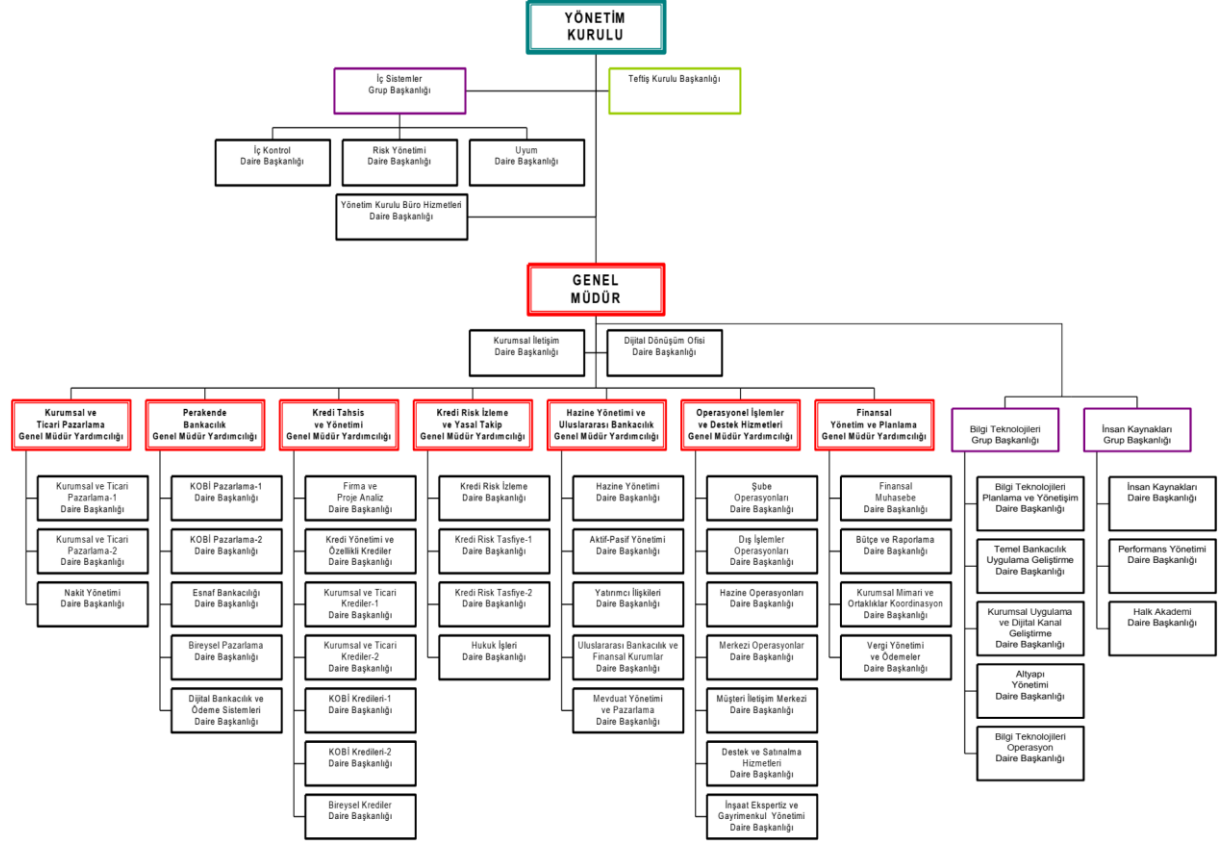 YÖNETİM
KURULU
İç Sistemler
Grup Başkanlığı
Teftiş Kurulu Başkanlığı
İç Kontrol
Daire Başkanlığı
Risk Yönetimi
Daire Başkanlığı
Uyum
Daire Başkanlığı
Yönetim Kurulu Büro Hizmetleri
Daire Başkanlığı
GENEL
MÜDÜR
Kurumsal İletişim
Daire Başkanlığı
Dijital Dönüşüm Ofisi
Daire Başkanlığı
Kurumsal ve
Ticari Pazarlama
Genel Müdür Yardımcılığı
Kurumsal ve Ticari
Pazarlama-1
Daire Başkanlığı
Kurumsal ve Ticari
Pazarlama-2
Daire Başkanlığı
Nakit Yönetimi
Daire Başkanlığı
Perakende
Bankacılık
Genel Müdür Yardımcılığı
KOBİ Pazarlama-1
Daire Başkanlığı
KOBİ Pazarlama-2
Daire Başkanlığı
Esnaf Bankacılığı
Daire Başkanlığı
Bireysel Pazarlama
Daire Başkanlığı
Dijital Bankacılık ve
Ödeme Sistemleri
Daire Başkanlığı
Kredi Tahsis
ve Yönetimi
Genel Müdür Yardımcılığı
Firma ve
Proje Analiz
Daire Başkanlığı
Kredi Yönetimi ve
Özellikli Krediler
Daire Başkanlığı
Kurumsal ve Ticari
Krediler-1
Daire Başkanlığı
Kurumsal ve Ticari
Krediler-2
Daire Başkanlığı
KOBİ Kredileri-1
Daire Başkanlığı
KOBİ Kredileri-2
Daire Başkanlığı
Bireysel Krediler
Daire Başkanlığı
Kredi Risk İzleme
ve Yasal Takip
Genel Müdür Yardımcılığı
Kredi Risk İzleme
Daire Başkanlığı
Kredi Risk Tasfiye-1
Daire Başkanlığı
Kredi Risk Tasfiye-2
Daire Başkanlığı
Hukuk İşleri
Daire Başkanlığı
Hazine Yönetimi ve
Uluslararası Bankacılık
Genel Müdür Yardımcılığı
Hazine Yönetimi
Daire Başkanlığı
Aktif-Pasif Yönetimi
Daire Başkanlığı
Yatırımcı İlişkileri
Daire Başkanlığı
Uluslararası Bankacılık ve
Finansal Kurumlar
Daire Başkanlığı
Mevduat Yönetimi
ve Pazarlama
Daire Başkanlığı
Operasyonel İşlemler
ve Destek Hizmetleri
Genel Müdür Yardımcılığı
Şube
Operasyonları
Daire Başkanlığı
Dış İşlemler
Operasyonları
Daire Başkanlığı
Hazine Operasyonları
Daire Başkanlığı
Merkezi Operasyonlar
Daire Başkanlığı
Müşteri İletişim Merkezi
Daire Başkanlığı
Destek ve Satınalma
Hizmetleri
Daire Başkanlığı
İnşaat Ekspertiz ve
Gayrimenkul Yönetimi
Daire Başkanlığı
Finansal
Yönetim ve Planlama
Genel Müdür Yardımcılığı
Finansal
Muhasebe
Daire Başkanlığı
Bütçe ve Raporlama
Daire Başkanlığı
Kurumsal Mimari ve
Ortaklıklar Koordinasyon
Daire Başkanlığı
Vergi Yönetimi
ve Ödemeler
Daire Başkanlığı
Bilgi Teknolojileri
Grup Başkanlığı
Bilgi Teknolojileri
Planlama ve Yönetişim
Daire Başkanlığı
Temel Bankacılık
Uygulama Geliştirme
Daire Başkanlığı
Kurumsal Uygulama
ve Dijital Kanal
Geliştirme
Daire Başkanlığı
Altyapı
Yönetimi
Daire Başkanlığı
Bilgi Teknolojileri
Operasyon
Daire Başkanlığı
İnsan Kaynakları
Grup Başkanlığı
İnsan Kaynakları
Daire Başkanlığı
Performans Yönetimi
Daire Başkanlığı
Halk Akademi
Daire Başkanlığı